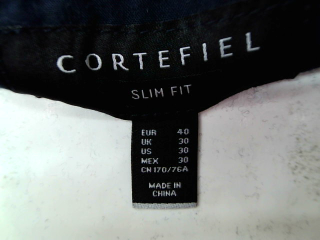 CORTEFIEL
SLIM FIT
EUR 40
UK 30
US 30
MEX 30
CN 170/76A
MADE IN
CHINA